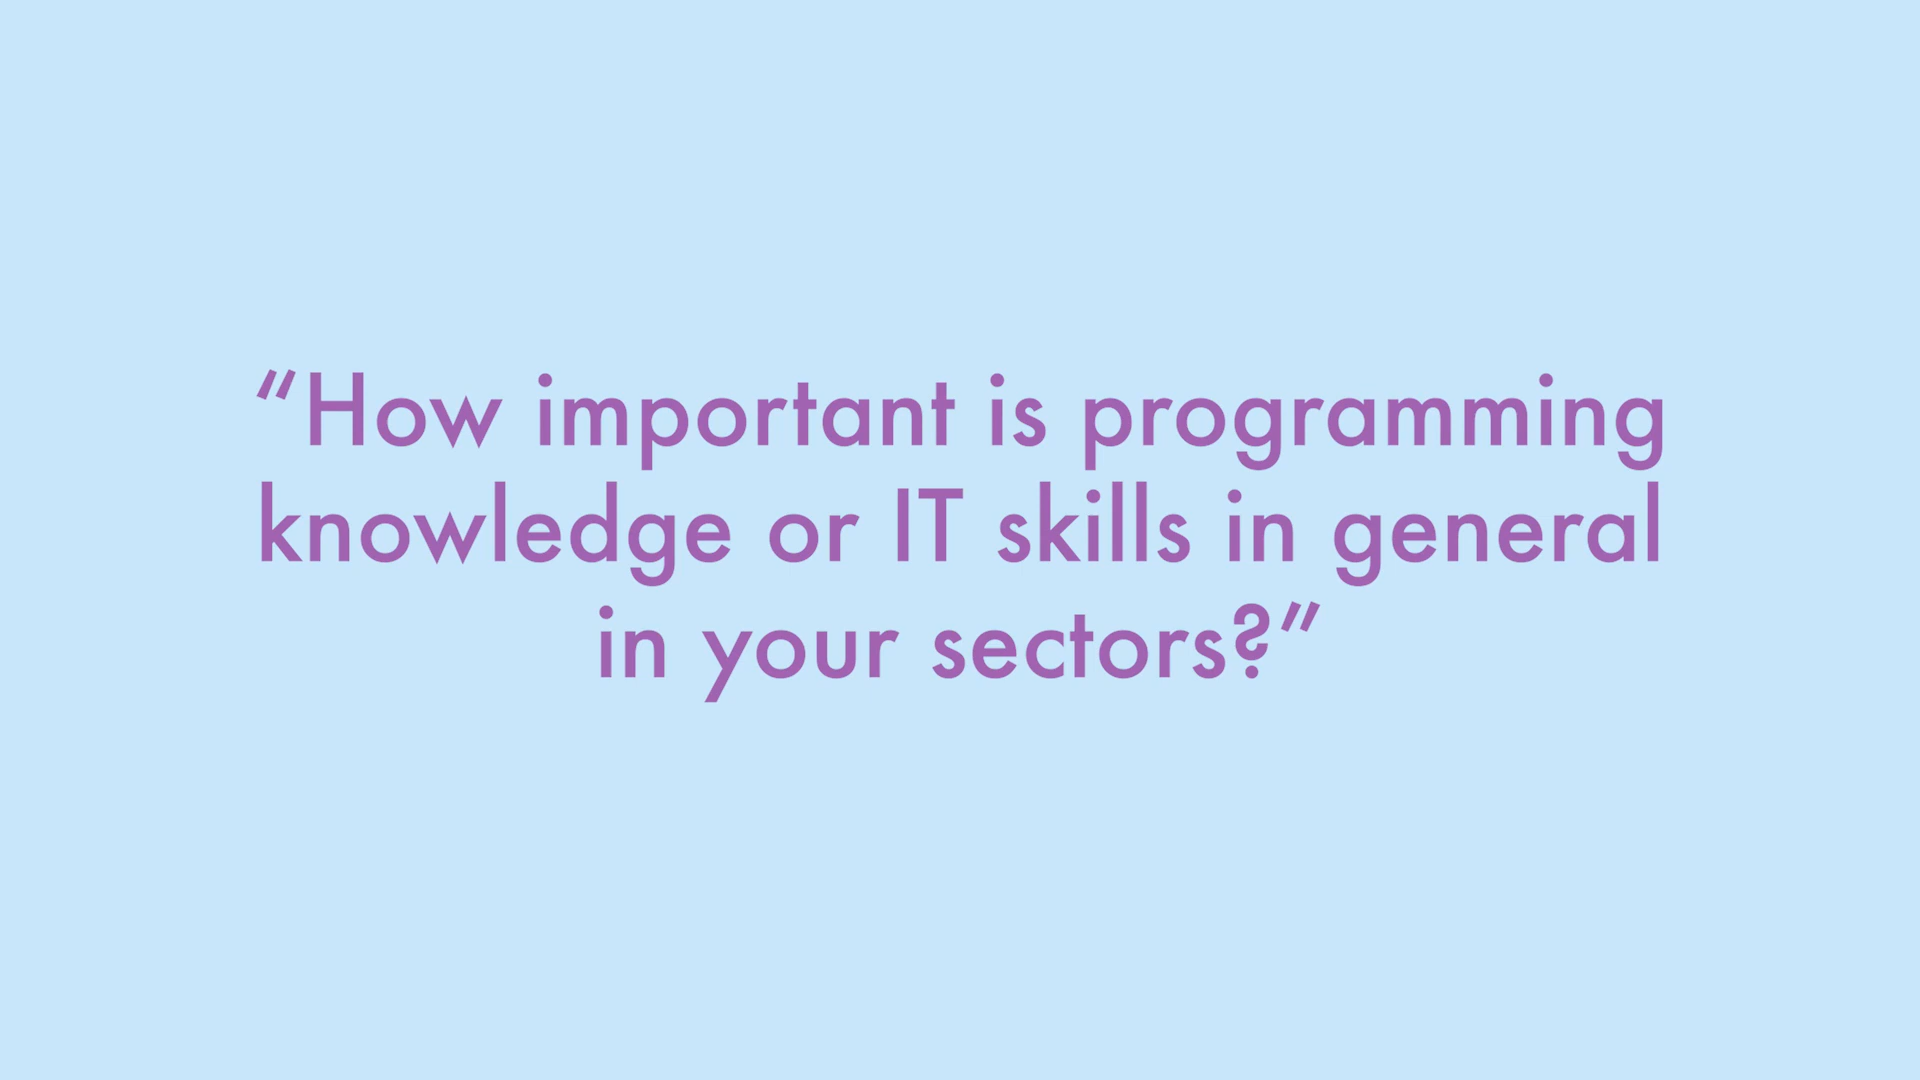 “How important is programming
knowledge or IT skills in general
in your sectors?”